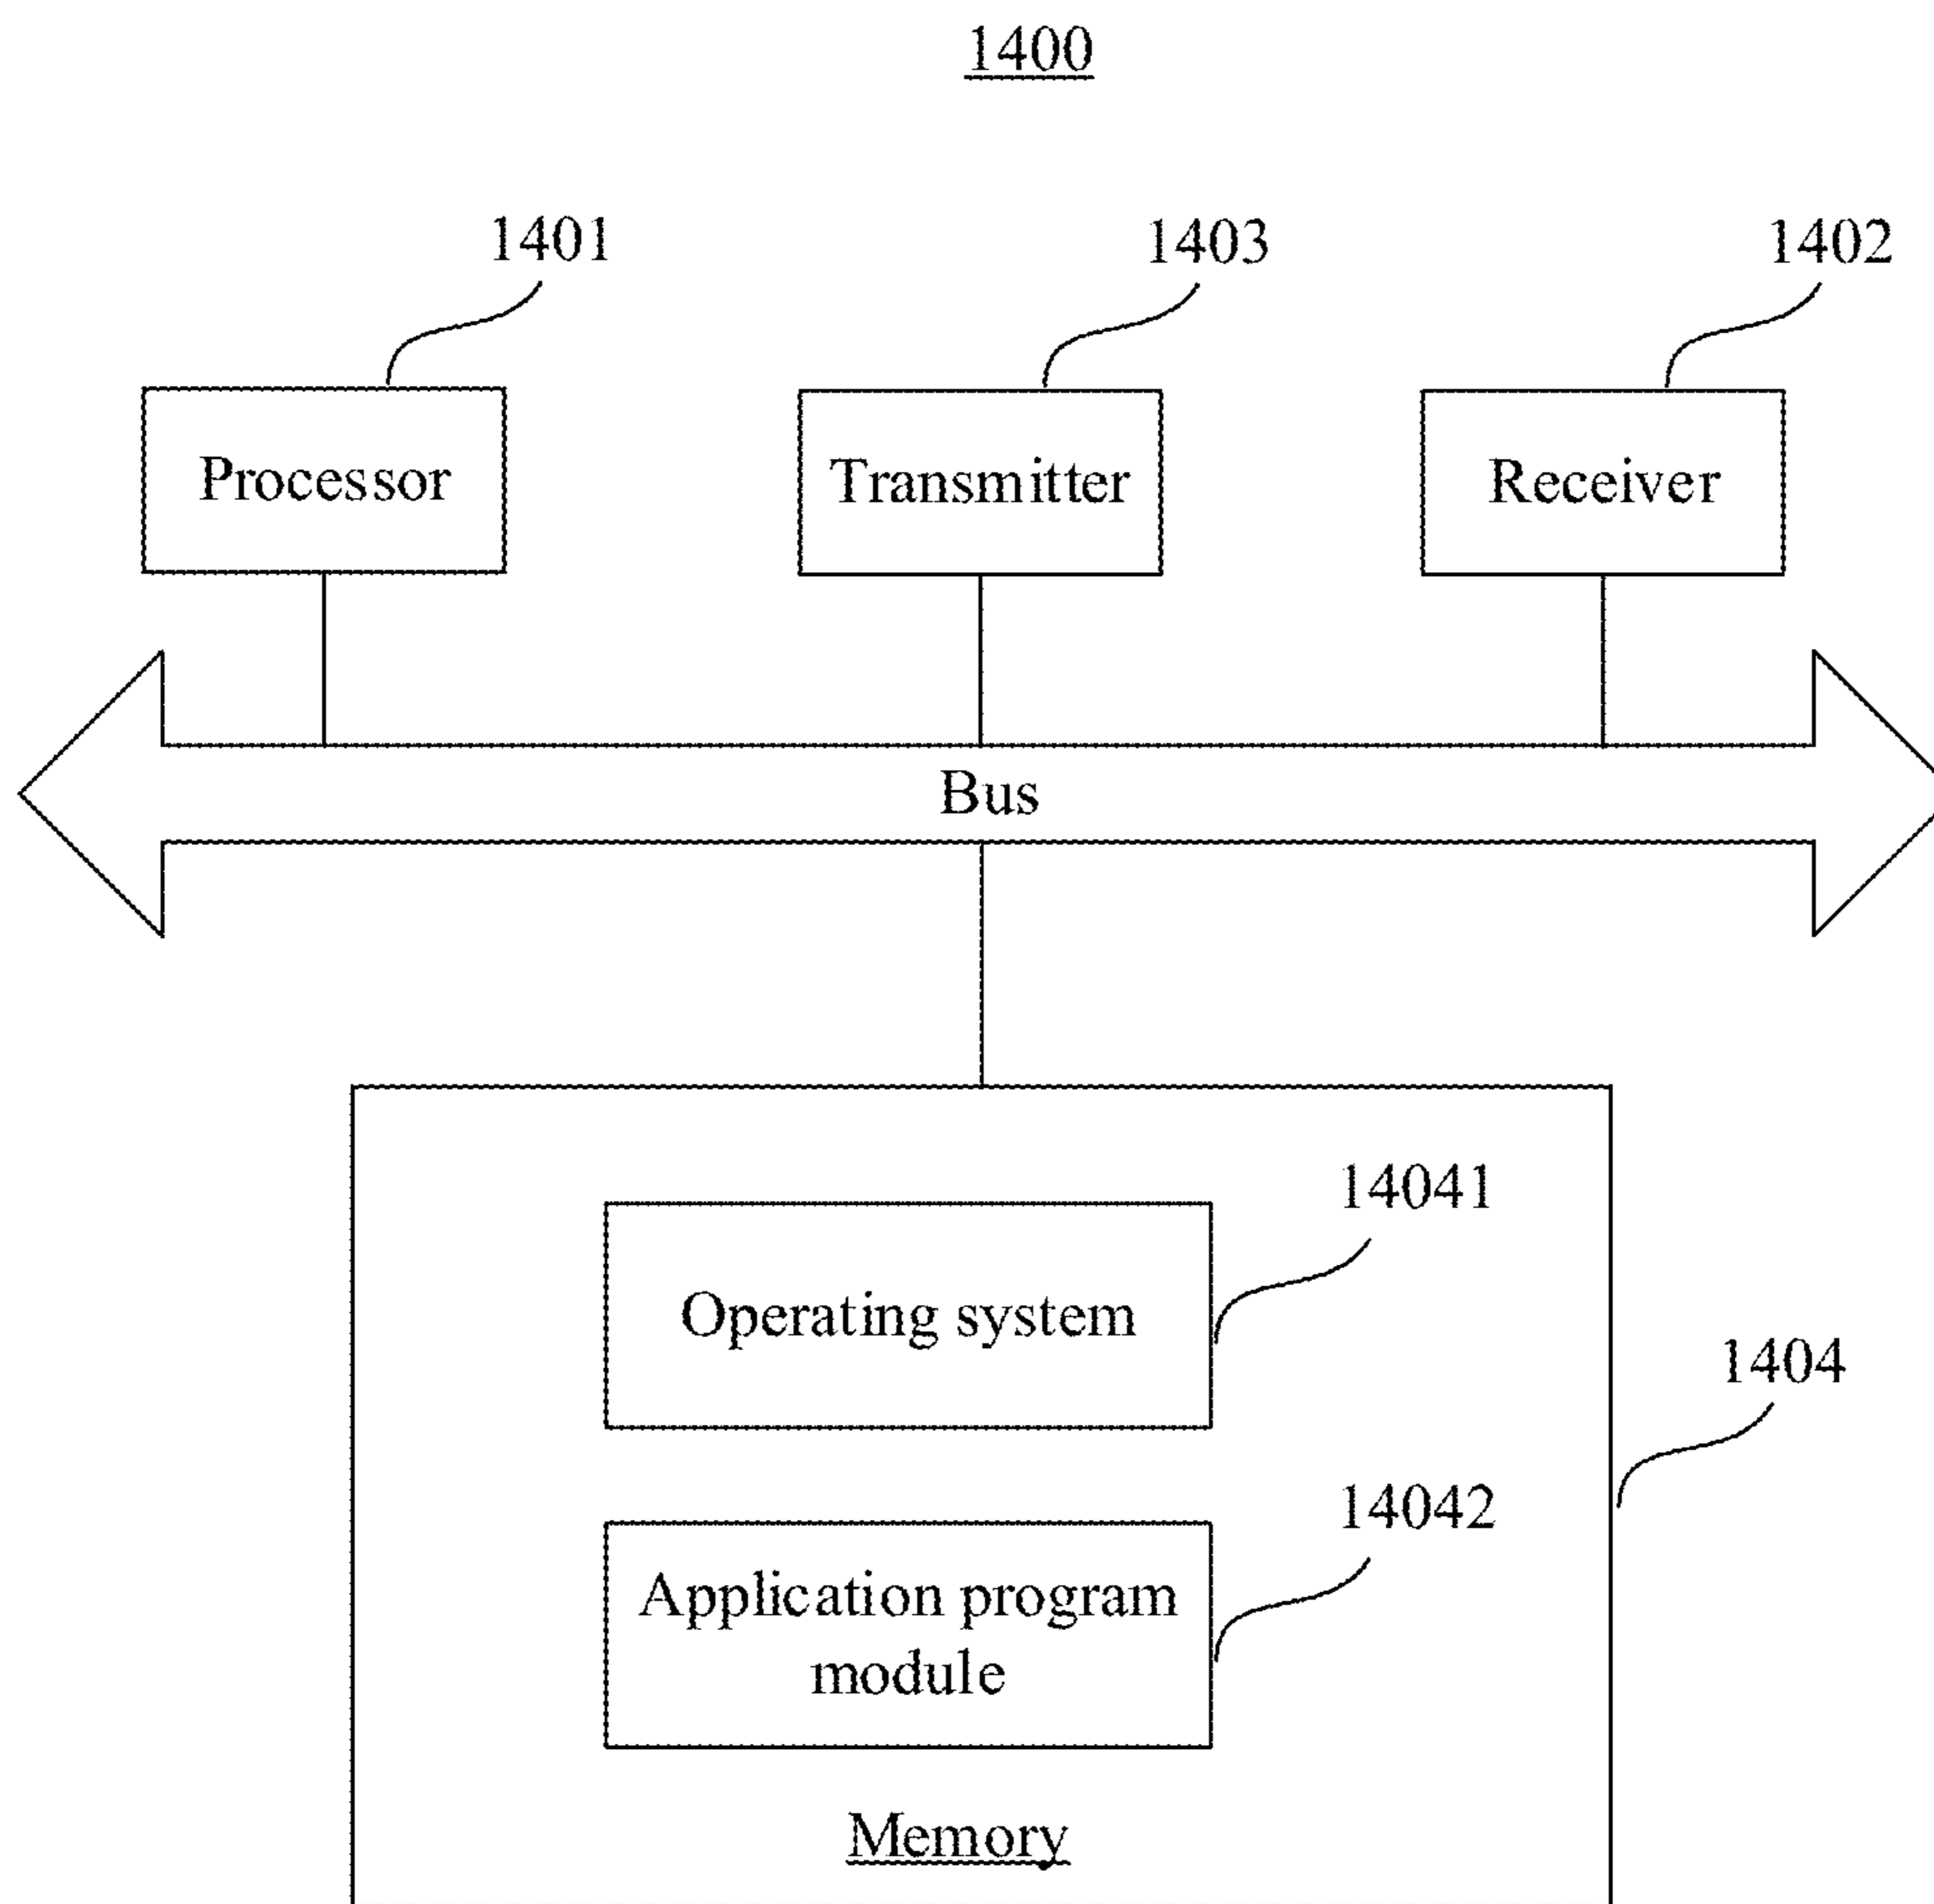 1400
1401
1403
1402
Processor
Transmitter
Receiver
Bus
14041
Operating system
1404
14042
Application program
module
Memory